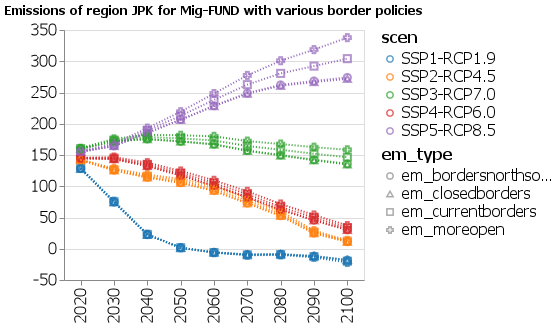 Emissions of region JPK for Mig-FUND with various border policies
350
300
250
200
150
100
50
0
-50
2020
2030
2040
2050
2060
2070
2080
2090
2100
scen
SSP1-RCP1.9
SSP2-RCP4.5
SSP3-RCP7.0
SSP4-RCP6.0
SSP5-RCP8.5
em_type
em_bordersnorthso...
em_closedborders
em_currentborders
em_moreopen